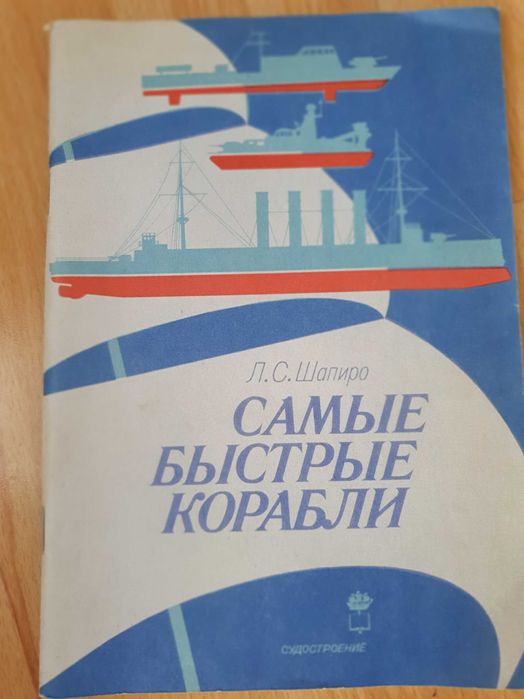 Л.С.Шапиро
САМЫЕ
БЫСТРЫЕ
КОРАБЛИ
СУДОСТРОЕНИЕ